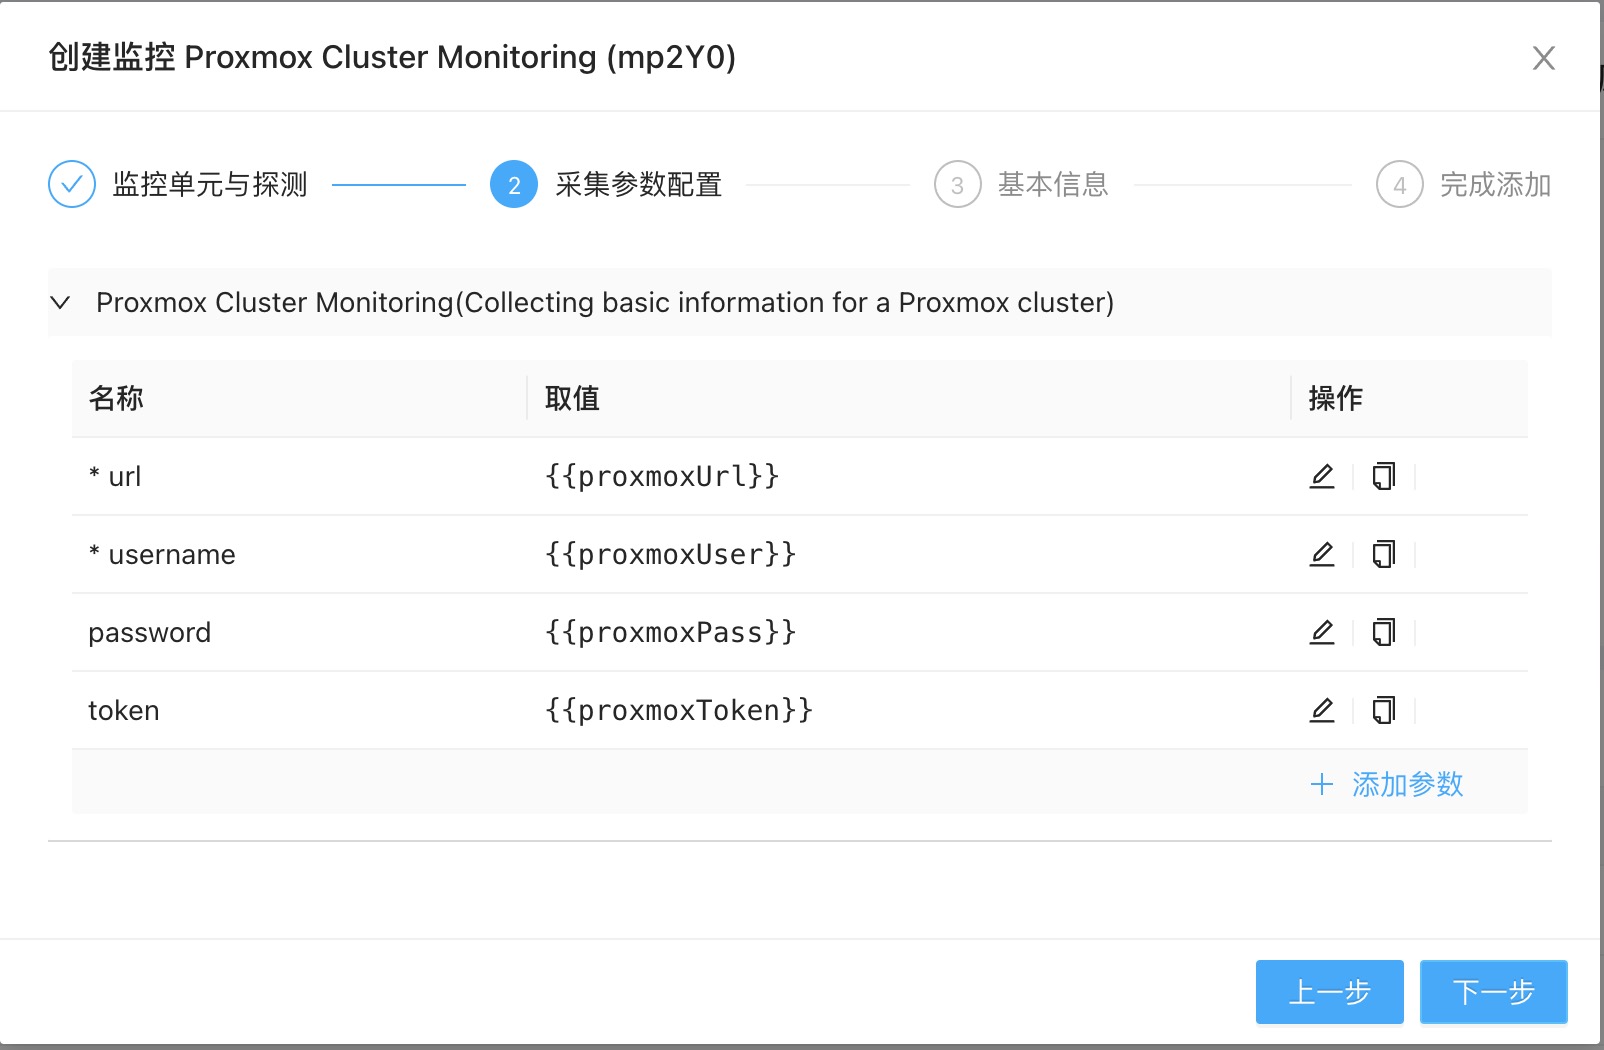 创建监控 Proxmox Cluster Monitoring (mp2Y0)
监控单元与探测 2 采集参数配置 3 基本信息 4 完成添加
Proxmox Cluster Monitoring(Collecting basic information for a Proxmox cluster)
名称 取值 操作
* url {{proxmoxUrl}}
* username {{proxmoxUser}}
password {{proxmoxPass}}
token {{proxmoxToken}}
+ 添加参数
上一步 下一步